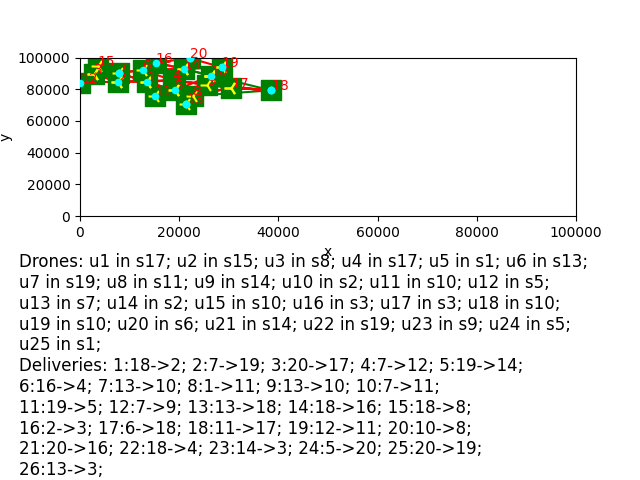 20
16
15
19
17
18
100000
80000
60000
40000
20000
0
y
0
20000
40000
60000
80000
100000
x
Drones: u1 in s17; u2 in s15; u3 in s8; u4 in s17; u5 in s1; u6 in s13;
u7 in s19; u8 in s11; u9 in s14; u10 in s2; u11 in s10; u12 in s5;
u13 in s7; u14 in s2; u15 in s10; u16 in s3; u17 in s3; u18 in s10;
u19 in s10; u20 in s6; u21 in s14; u22 in s19; u23 in s9; u24 in s5;
u25 in s1;
Deliveries: 1:18->2; 2:7->19; 3:20->17; 4:7->12; 5:19->14;
6:16->4; 7:13->10; 8:1->11; 9:13->10; 10:7->11;
11:19->5; 12:7->9; 13:13->18; 14:18->16; 15:18->8;
16:2->3; 17:6->18; 18:11->17; 19:12->11; 20:10->8;
21:20->16; 22:18->4; 23:14->3; 24:5->20; 25:20->19;
26:13->3;